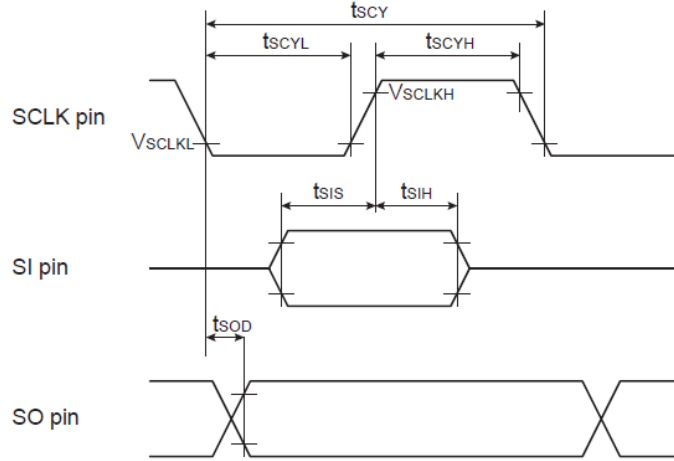 tSCY
tSCYL tSCYH
SCLK pin
VSCLKH
VSCLKL
tSIS tSIH
SI pin
tSOD
SO pin